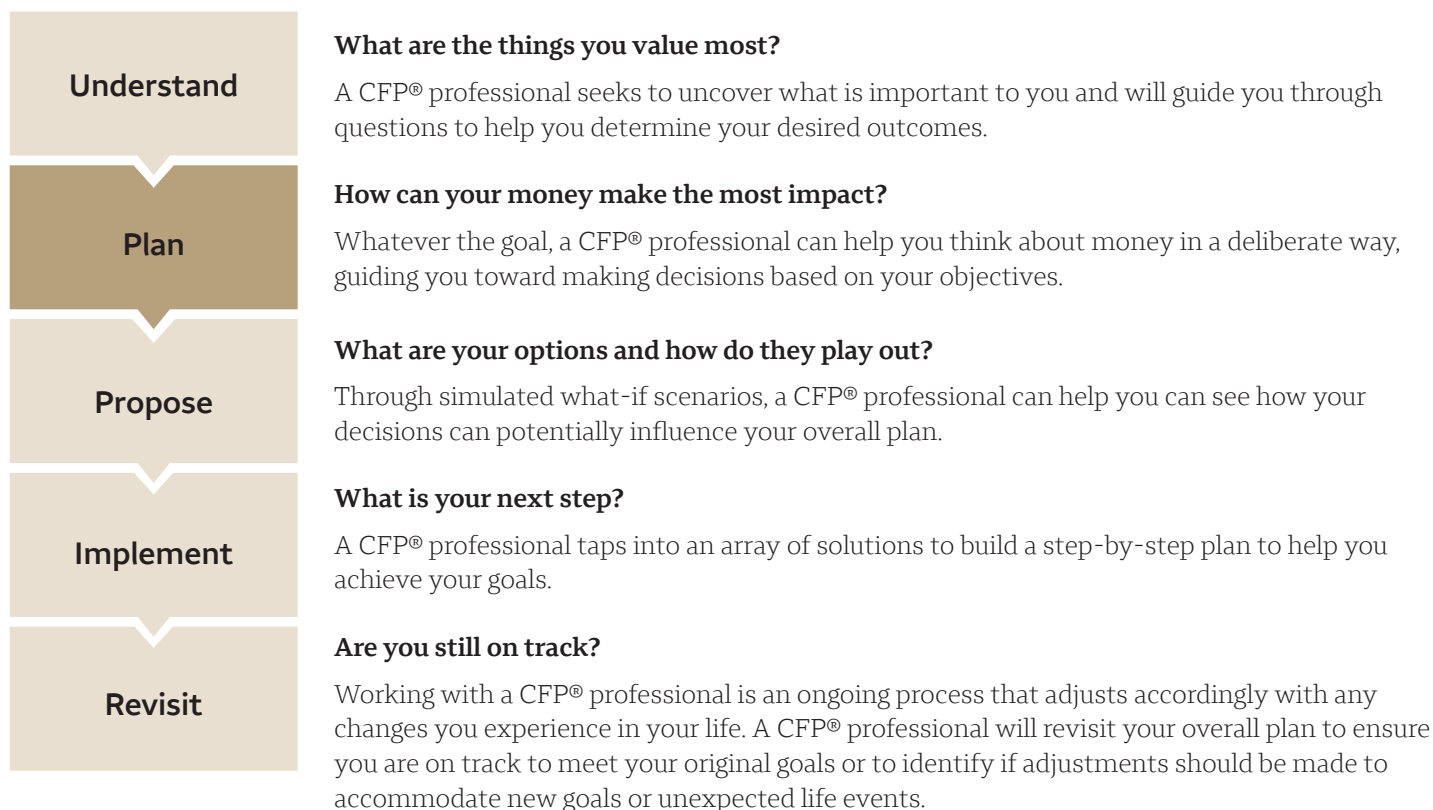 Understand
What are the things you value most?
A CFP® professional seeks to uncover what is important to you and will guide you through
questions to help you determine your desired outcomes.
Plan
How can your money make the most impact?
Whatever the goal, a CFP® professional can help you think about money in a deliberate way,
guiding you toward making decisions based on your objectives.
Propose
What are your options and how do they play out?
Through simulated what-if scenarios, a CFP® professional can help you can see how your
decisions can potentially influence your overall plan.
Implement
What is your next step?
A CFP® professional taps into an array of solutions to build a step-by-step plan to help you
achieve your goals.
Revisit
Are you still on track?
Working with a CFP® professional is an ongoing process that adjusts accordingly with any
changes you experience in your life. A CFP® professional will revisit your overall plan to ensure
you are on track to meet your original goals or to identify if adjustments should be made to
accommodate new goals or unexpected life events.